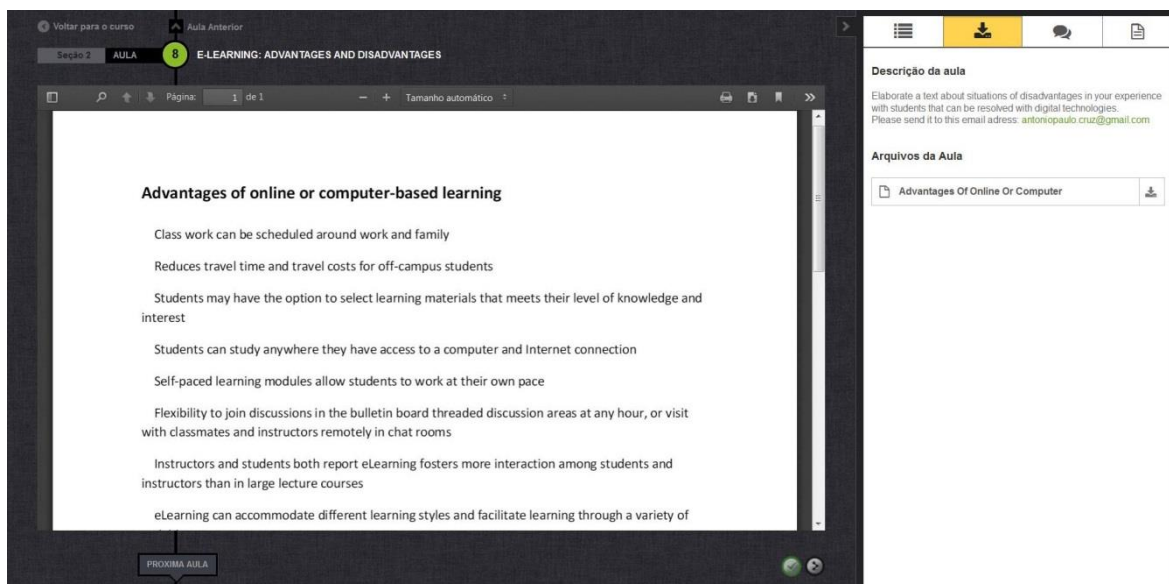 Voltar para o curso
Aula Anterior
Seção 2 AULA 8 E-LEARNING: ADVANTAGES AND DISADVANTAGES
Página: 1 de 1 Tamanho automático
Advantages of online or computer-based learning
Class work can be scheduled around work and family
Reduces travel time and travel costs for off-campus students
Students may have the option to select learning materials that meets their level of knowledge and
interest
Students can study anywhere they have access to a computer and Internet connection
Self-paced learning modules allow students to work at their own pace
Flexibility to join discussions in the bulletin board threaded discussion areas at any hour, or visit
with classmates and instructors remotely in chat rooms
Instructors and students both report eLearning fosters more interaction among students and
instructors than in large lecture courses
eLearning can accommodate different learning styles and facilitate learning through a variety of
PROXIMA AULA
Descrição da aula
Elaborate a text about situations of disadvantages in your experience
with students that can be resolved with digital technologies.
Please send it to this email adress: antoniopaulo.cruz@gmail.com
Arquivos da Aula
Advantages Of Online Or Computer